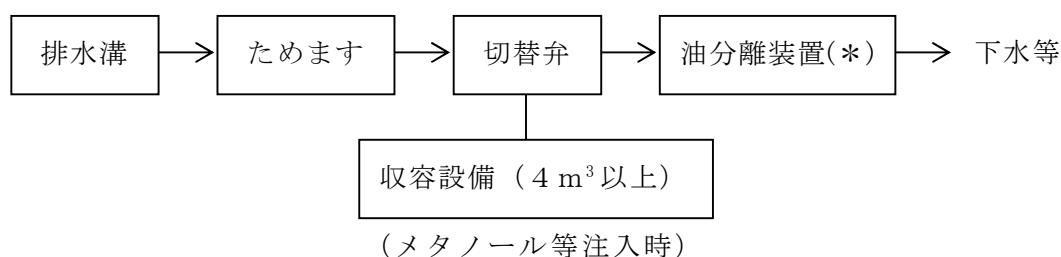 排水溝 ためます 切替弁 油分離装置(＊) 下水等
収容設備（４ｍ³以上）
（メタノール等注入時）